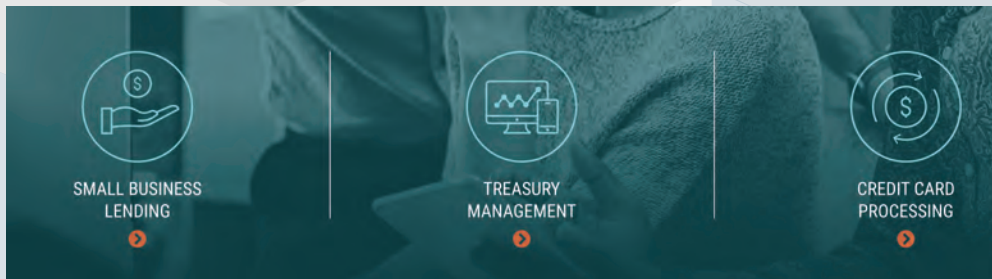 SMALL BUSINESS
LENDING
TREASURY
MANAGEMENT
CREDIT CARD
PROCESSING